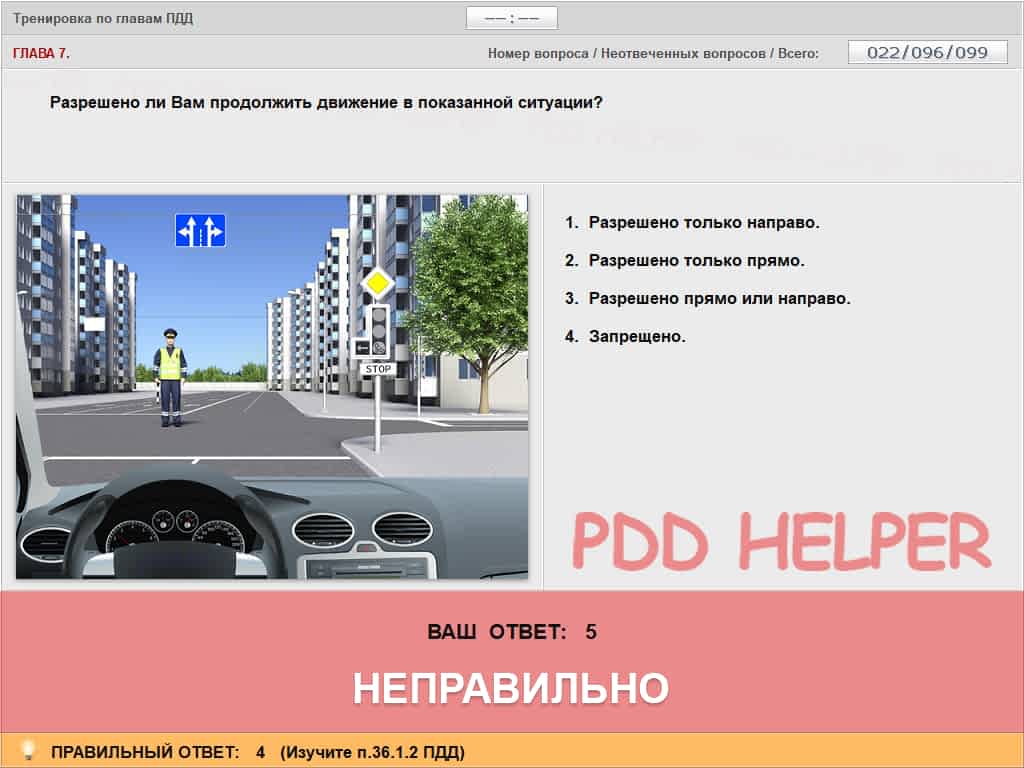 Тренировка по главам ПДД
——:——
ГЛАВА 7.
Номер вопроса / Неотвеченных вопросов / Всего:
022/096/099
Разрешено ли Вам продолжить движение в показанной ситуации?
1. Разрешено только направо.
2. Разрешено только прямо.
3. Разрешено прямо или направо.
4. Запрещено.
STOP
PDD HELPER
ВАШ ОТВЕТ: 5
НЕПРАВИЛЬНО
ПРАВИЛЬНЫЙ ОТВЕТ: 4 (Изучите п.36.1.2 ПДД)